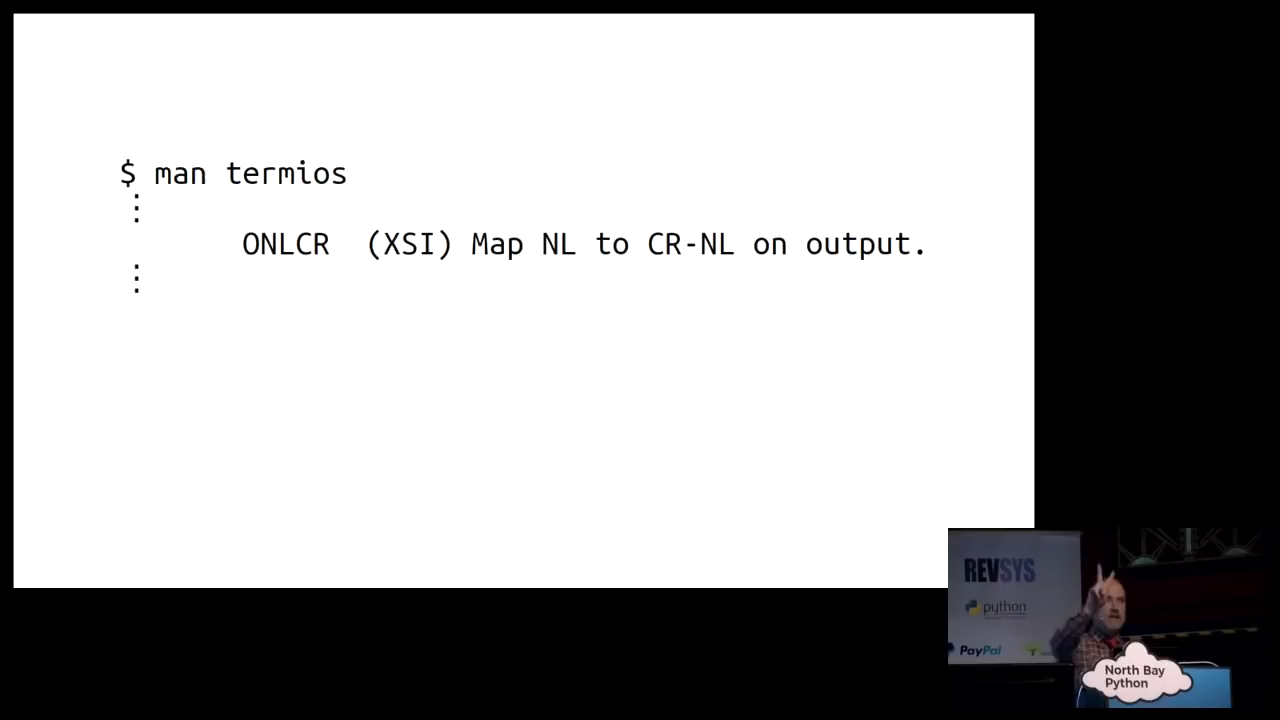 $ man termios
⋮
ONLCR  (XSI) Map NL to CR-NL on output.
⋮
REVSYS
python
PayPal
North Bay
Python